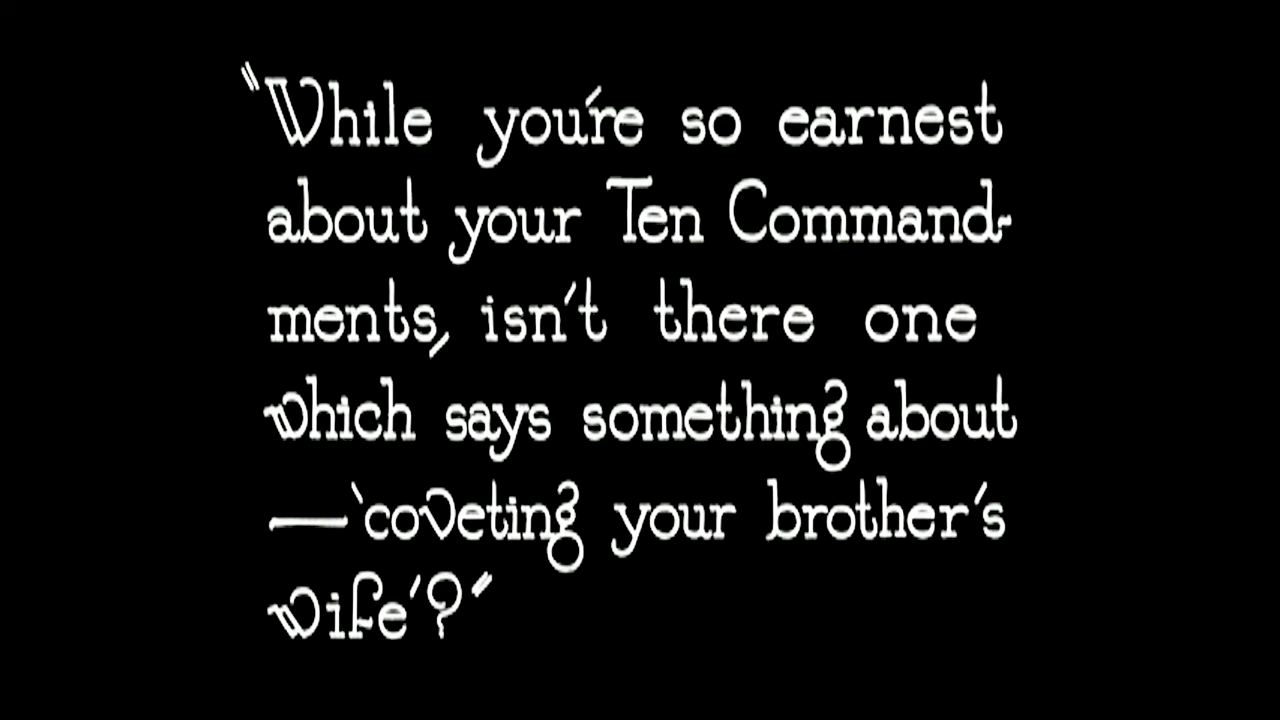 "While you're so earnest
about your Ten Command-
ments, isn't there one
which says something about
—'coveting your brother's
wife'?"